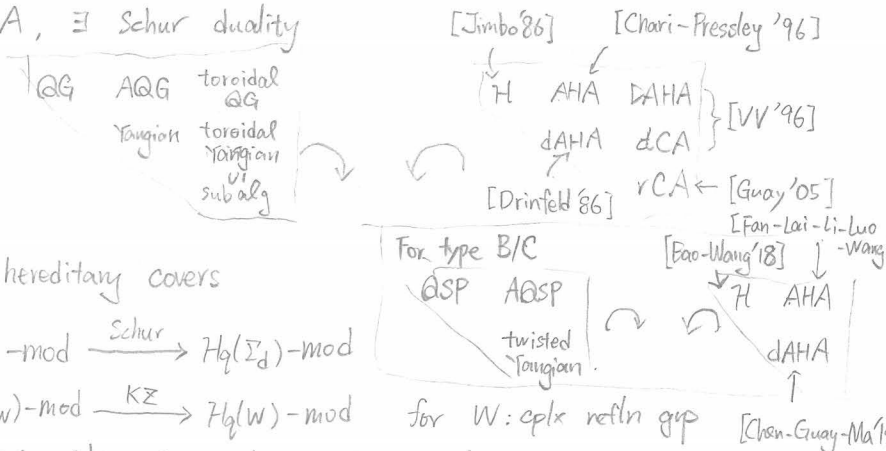 A, ∃ Schur duality
QG AQG toroidal QG
Yangian toroidal Yangian
∪I
subalg
[Jimbo'86] [Chari-Pressley '96]
H AHA DAHA
dAHA dCA
[VV'96]
[Drinfeld'86] rCA ← [Guay'05]
For type B/C
QSP AQSP
twisted Yangian.
[Bao-Wang'18] [Fan-Lai-Li-Luo-Wang
H AHA
dAHA
[Chen-Guay-Ma'1
hereditary covers
-mod Schur → Hq(Σd)-mod
w)-mod KZ → Hq(W)-mod for W: cplx refln grp